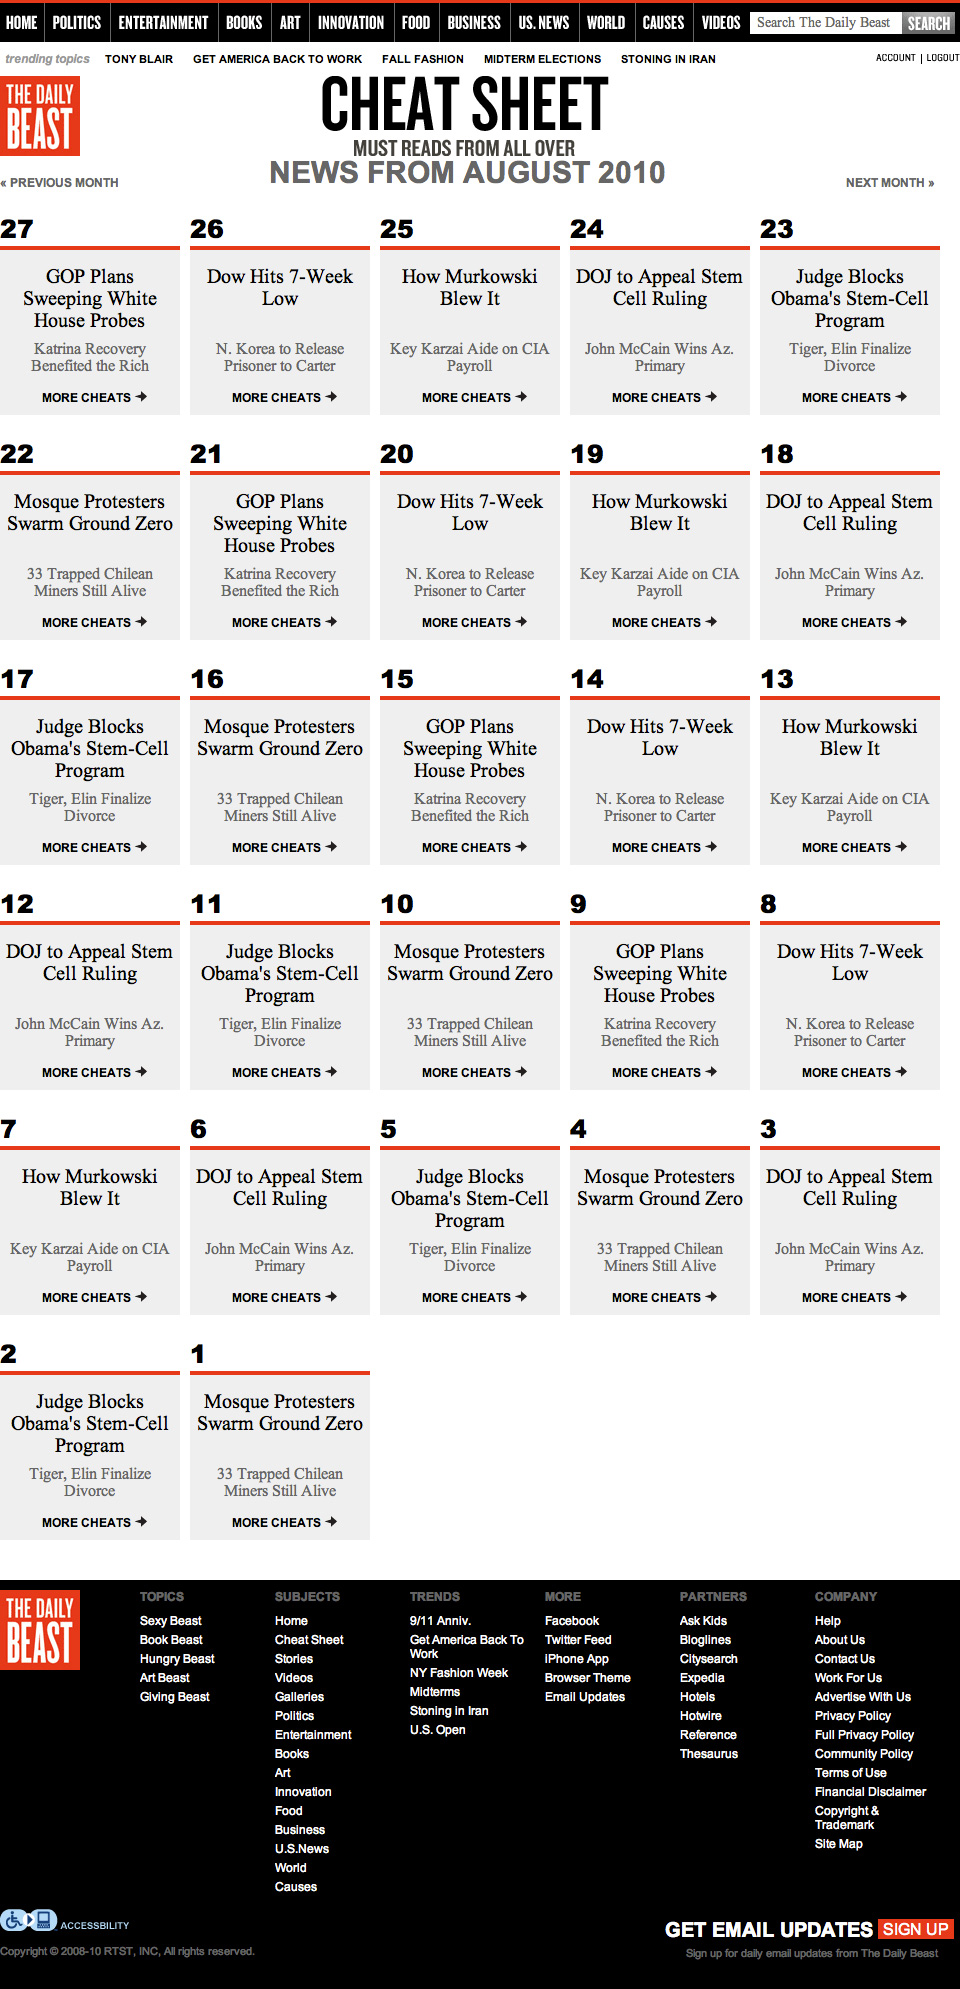 HOME POLITICS ENTERTAINMENT BOOKS ART INNOVATION FOOD BUSINESS US. NEWS WORLD CAUSES VIDEOS Search The Daily Beast SEARCH
trending topics TONY BLAIR GET AMERICA BACK TO WORK FALL FASHION MIDTERM ELECTIONS STONING IN IRAN ACCOUNT | LOGOUT
THE DAILY
BEAST
CHEAT SHEET
MUST READS FROM ALL OVER
NEWS FROM AUGUST 2010
« PREVIOUS MONTH
NEXT MONTH »
27
GOP Plans
Sweeping White
House Probes
Katrina Recovery
Benefited the Rich
MORE CHEATS
26
Dow Hits 7-Week
Low
N. Korea to Release
Prisoner to Carter
MORE CHEATS
25
How Murkowski
Blew It
Key Karzai Aide on CIA
Payroll
MORE CHEATS
24
DOJ to Appeal Stem
Cell Ruling
John McCain Wins Az.
Primary
MORE CHEATS
23
Judge Blocks
Obama's Stem-Cell
Program
Tiger, Elin Finalize
Divorce
MORE CHEATS
22
Mosque Protesters
Swarm Ground Zero
33 Trapped Chilean
Miners Still Alive
MORE CHEATS
21
GOP Plans
Sweeping White
House Probes
Katrina Recovery
Benefited the Rich
MORE CHEATS
20
Dow Hits 7-Week
Low
N. Korea to Release
Prisoner to Carter
MORE CHEATS
19
How Murkowski
Blew It
Key Karzai Aide on CIA
Payroll
MORE CHEATS
18
DOJ to Appeal Stem
Cell Ruling
John McCain Wins Az.
Primary
MORE CHEATS
17
Judge Blocks
Obama's Stem-Cell
Program
Tiger, Elin Finalize
Divorce
MORE CHEATS
16
Mosque Protesters
Swarm Ground Zero
33 Trapped Chilean
Miners Still Alive
MORE CHEATS
15
GOP Plans
Sweeping White
House Probes
Katrina Recovery
Benefited the Rich
MORE CHEATS
14
Dow Hits 7-Week
Low
N. Korea to Release
Prisoner to Carter
MORE CHEATS
13
How Murkowski
Blew It
Key Karzai Aide on CIA
Payroll
MORE CHEATS
12
DOJ to Appeal Stem
Cell Ruling
John McCain Wins Az.
Primary
MORE CHEATS
11
Judge Blocks
Obama's Stem-Cell
Program
Tiger, Elin Finalize
Divorce
MORE CHEATS
10
Mosque Protesters
Swarm Ground Zero
33 Trapped Chilean
Miners Still Alive
MORE CHEATS
9
GOP Plans
Sweeping White
House Probes
Katrina Recovery
Benefited the Rich
MORE CHEATS
8
Dow Hits 7-Week
Low
N. Korea to Release
Prisoner to Carter
MORE CHEATS
7
How Murkowski
Blew It
Key Karzai Aide on CIA
Payroll
MORE CHEATS
6
DOJ to Appeal Stem
Cell Ruling
John McCain Wins Az.
Primary
MORE CHEATS
5
Judge Blocks
Obama's Stem-Cell
Program
Tiger, Elin Finalize
Divorce
MORE CHEATS
4
Mosque Protesters
Swarm Ground Zero
33 Trapped Chilean
Miners Still Alive
MORE CHEATS
3
DOJ to Appeal Stem
Cell Ruling
John McCain Wins Az.
Primary
MORE CHEATS
2
Judge Blocks
Obama's Stem-Cell
Program
Tiger, Elin Finalize
Divorce
MORE CHEATS
1
Mosque Protesters
Swarm Ground Zero
33 Trapped Chilean
Miners Still Alive
MORE CHEATS
THE DAILY
BEAST
TOPICS
Sexy Beast
Book Beast
Hungry Beast
Art Beast
Giving Beast
SUBJECTS
Home
Cheat Sheet
Stories
Videos
Galleries
Politics
Entertainment
Books
Art
Innovation
Food
Business
U.S.News
World
Causes
TRENDS
9/11 Anniv.
Get America Back To
Work
NY Fashion Week
Midterms
Stoning in Iran
U.S. Open
MORE
Facebook
Twitter Feed
iPhone App
Browser Theme
Email Updates
PARTNERS
Ask Kids
Bloglines
Citysearch
Expedia
Hotels
Hotwire
Reference
Thesaurus
COMPANY
Help
About Us
Contact Us
Work For Us
Advertise With Us
Privacy Policy
Full Privacy Policy
Community Policy
Terms of Use
Financial Disclaimer
Copyright &
Trademark
Site Map
ACCESSBILITY
GET EMAIL UPDATES SIGN UP
Copyright © 2008-10 RTST, INC, All rights reserved.
Sign up for daily email updates from The Daily Beast